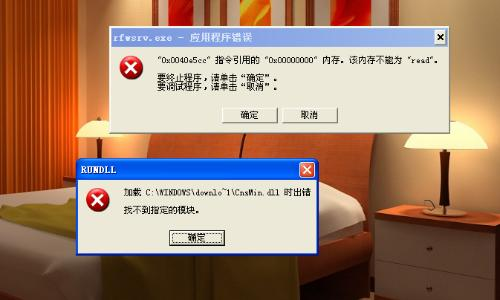 rfwsrv.exe - 应用程序错误
"0x0040e5cc" 指令引用的 "0x00000000" 内存。该内存不能为 "read"。
要终止程序，请单击“确定”。
要调试程序，请单击“取消”。
确定 取消
RUNDLL
加载 C:\WINDOWS\downlo~1\CnsMin.dll 时出错
找不到指定的模块。
确定